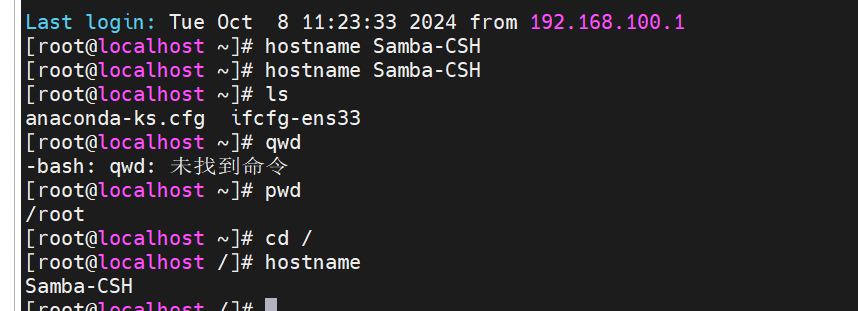 Last login: Tue Oct  8 11:23:33 2024 from 192.168.100.1
[root@localhost ~]# hostname Samba-CSH
[root@localhost ~]# hostname Samba-CSH
[root@localhost ~]# ls
anaconda-ks.cfg  ifcfg-ens33
[root@localhost ~]# qwd
-bash: qwd: 未找到命令
[root@localhost ~]# pwd
/root
[root@localhost ~]# cd /
[root@localhost /]# hostname
Samba-CSH
[root@localhost /]#